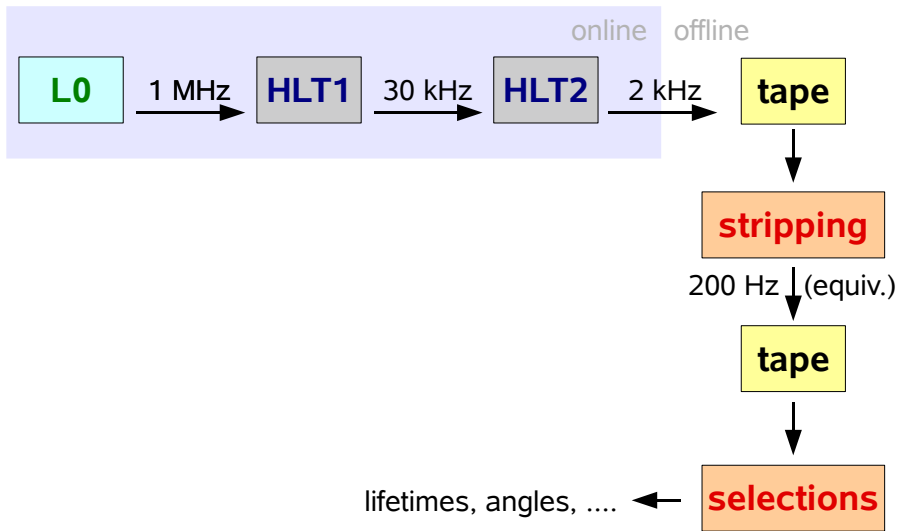 online offline
L0 1 MHz HLT1 30 kHz HLT2 2 kHz tape
stripping
200 Hz (equiv.)
tape
lifetimes, angles, .... selections